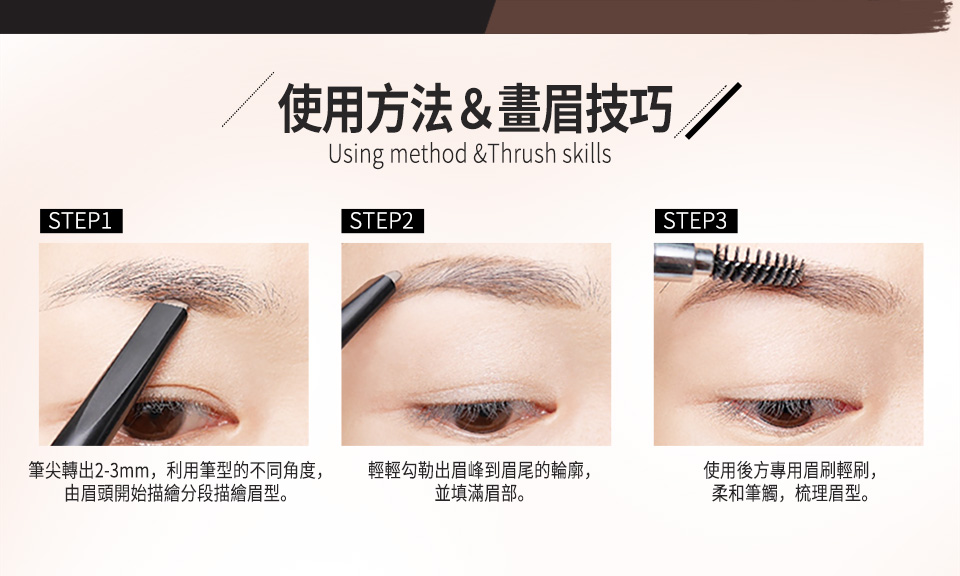 使用方法&畫眉技巧
Using method &Thrush skills
STEP1
筆尖轉出2-3mm，利用筆型的不同角度，
由眉頭開始描繪分段描繪眉型。
STEP2
輕輕勾勒出眉峰到眉尾的輪廓，
並填滿眉部。
STEP3
使用後方專用眉刷輕刷，
柔和筆觸，梳理眉型。